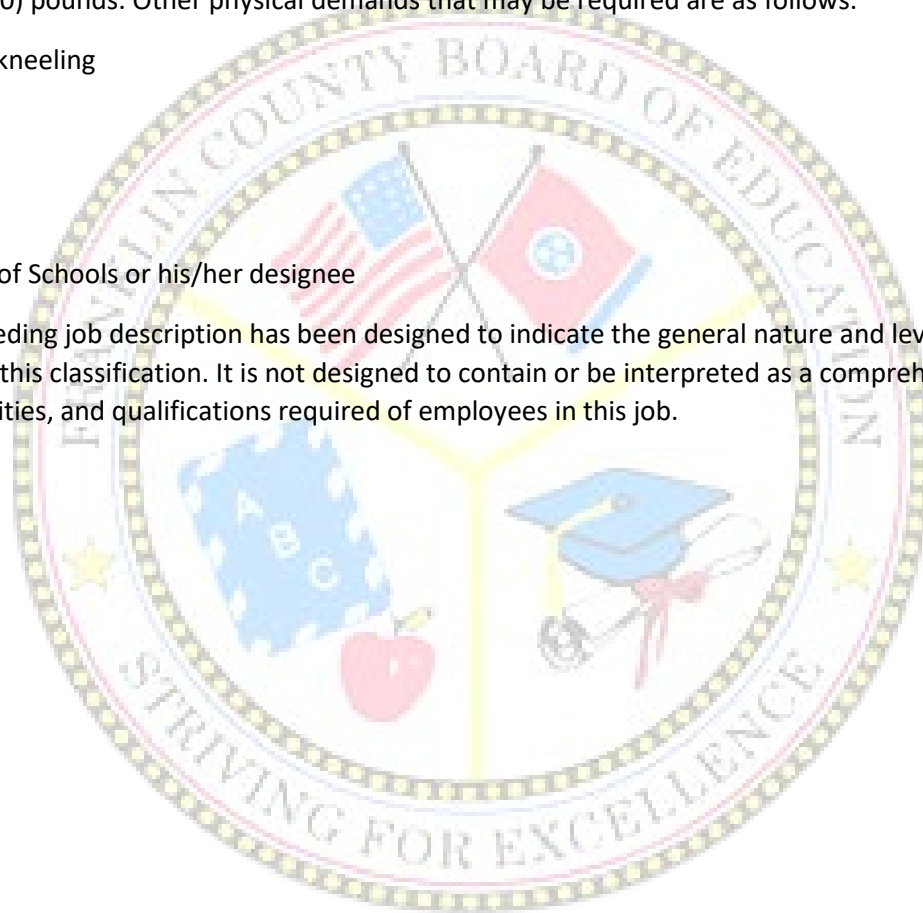 0) pounds. Other physical demands that may be required are as follows:
kneeling
of Schools or his/her designee
eding job description has been designed to indicate the general nature and lev
this classification. It is not designed to contain or be interpreted as a compreh
ities, and qualifications required of employees in this job.
FRANKLIN COUNTY BOARD OF EDUCATION
A
B
C
STRIVING FOR EXCELLENCE